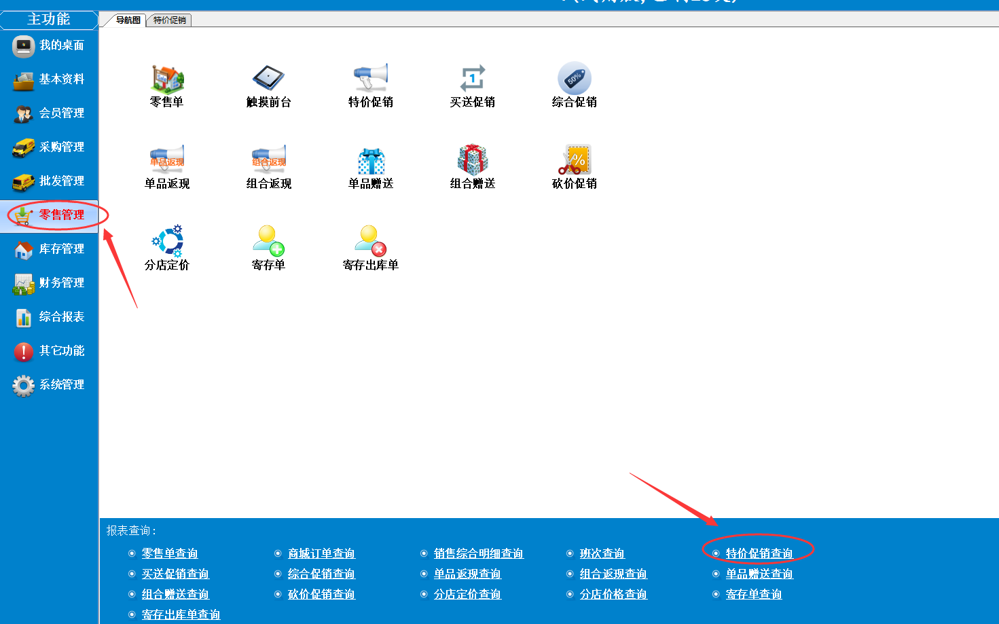 主功能
导航图
特价促销
我的桌面
基本资料
会员管理
采购管理
批发管理
零售管理
库存管理
财务管理
综合报表
其它功能
系统管理
零售单
触摸前台
特价促销
1
买送促销
50%
综合促销
单品返现
单品返现
组合返现
组合返现
单品赠送
组合赠送
%
砍价促销
分店定价
寄存单
寄存出库单
报表查询:
零售单查询
商城订单查询
销售综合明细查询
班次查询
特价促销查询
买送促销查询
综合促销查询
单品返现查询
组合返现查询
单品赠送查询
组合赠送查询
砍价促销查询
分店定价查询
分店价格查询
寄存单查询
寄存出库单查询